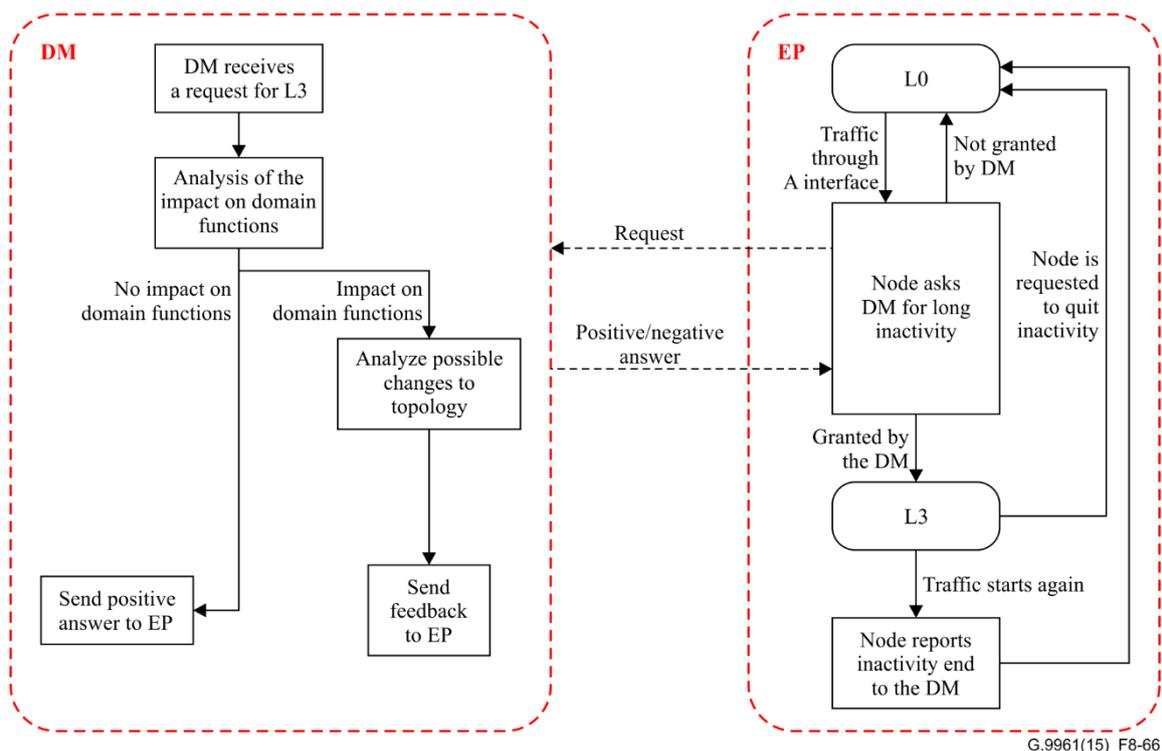 DM
DM receives
a request for L3
Analysis of the
impact on domain
functions
No impact on
domain functions
Impact on
domain functions
Analyze possible
changes to
topology
Send positive
answer to EP
Send
feedback
to EP
Request
Positive/negative
answer
EP
L0
Traffic
through
A interface
Not granted
by DM
Node asks
DM for long
inactivity
Node is
requested
to quit
inactivity
Granted by
the DM
L3
Traffic starts again
Node reports
inactivity end
to the DM
G.9961(15)_F8-66